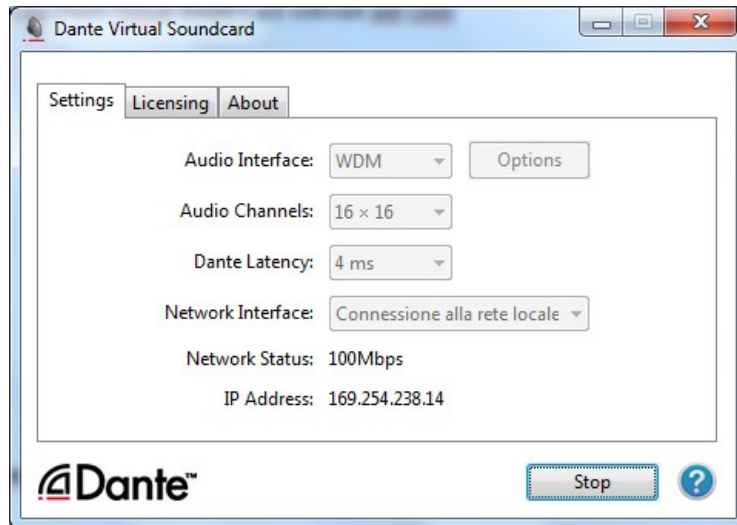 Dante Virtual Soundcard
Settings Licensing About
Audio Interface: WDM Options
Audio Channels: 16 × 16
Dante Latency: 4 ms
Network Interface: Connessione alla rete locale
Network Status: 100Mbps
IP Address: 169.254.238.14
Dante™ Stop ?